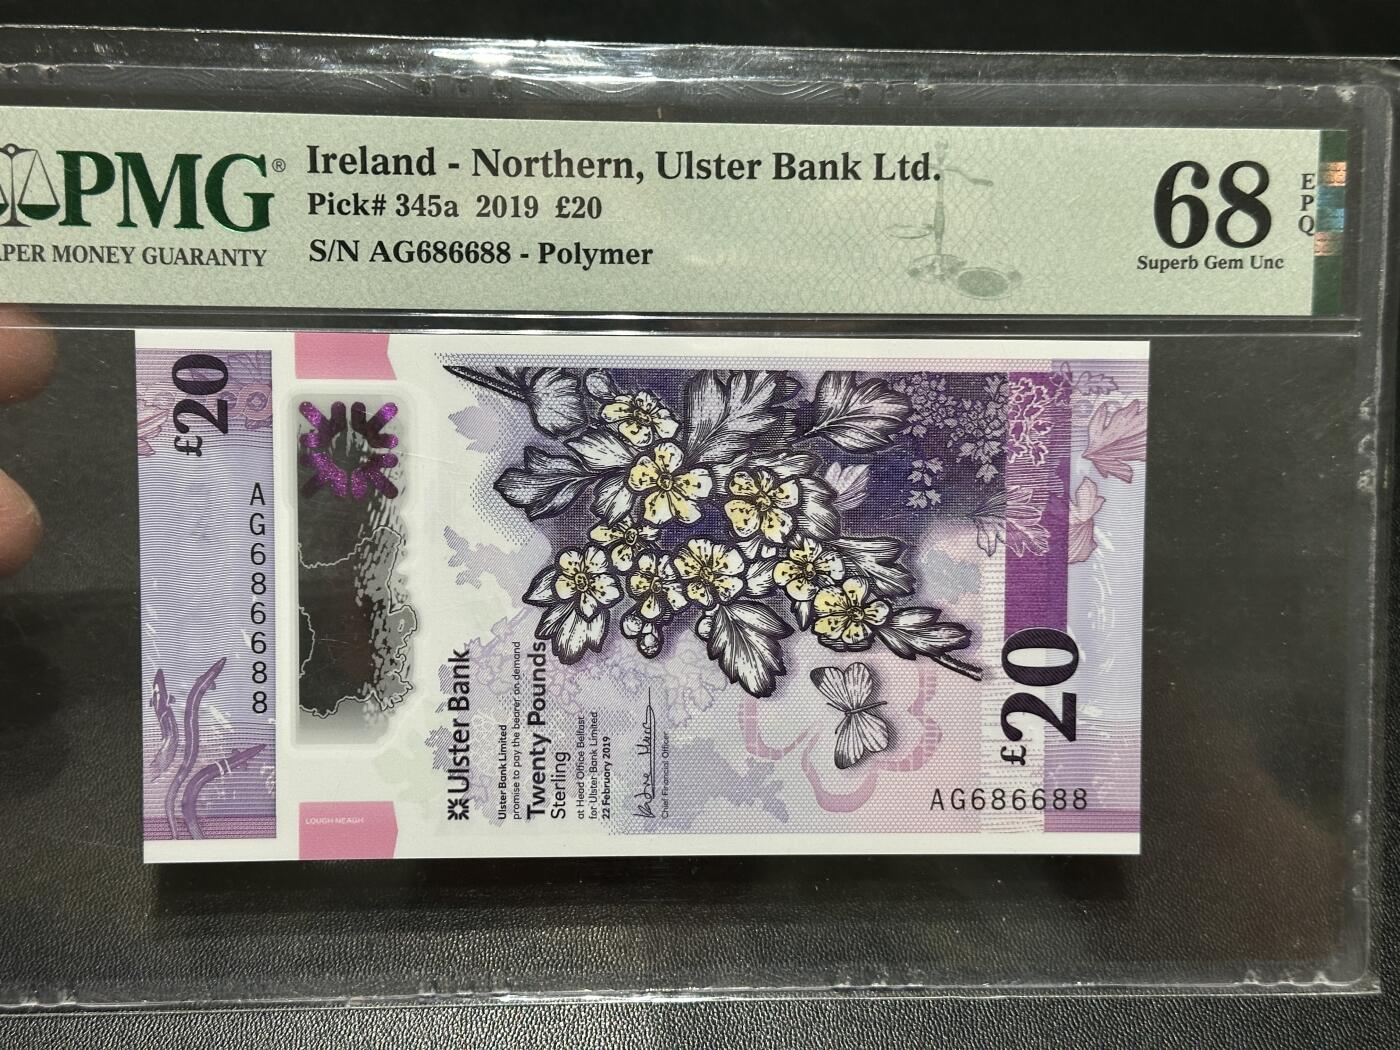 PMG®
APER MONEY GUARANTY
Ireland - Northern, Ulster Bank Ltd.
Pick# 345a 2019 £20
S/N AG686688 - Polymer
68
EPQ
Superb Gem Unc
£20
AG686688
LOUGH NEAGH
Ulster Bank
Ulster Bank Limited
promise to pay the bearer on demand
Twenty Pounds
Sterling
at Head Office Belfast
for Ulster Bank Limited
22 February 2019
Chief Financial Officer
£20
AG686688